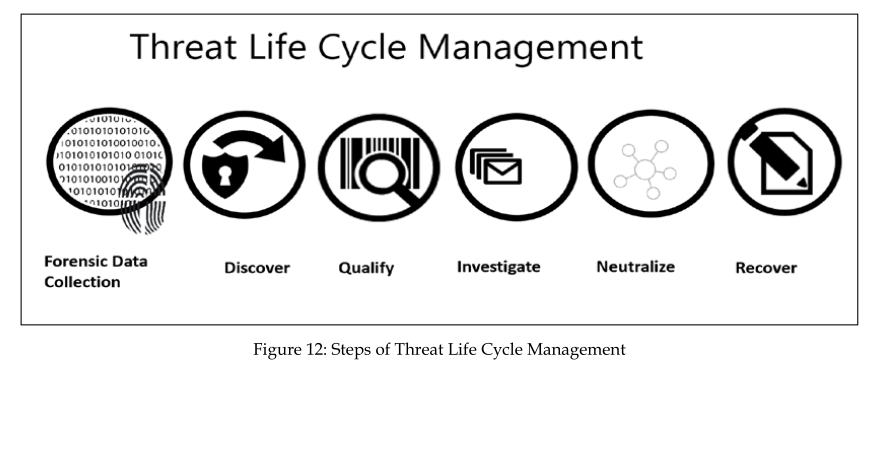 Threat Life Cycle Management
Forensic Data
Collection
Discover
Qualify
Investigate
Neutralize
Recover
Figure 12: Steps of Threat Life Cycle Management